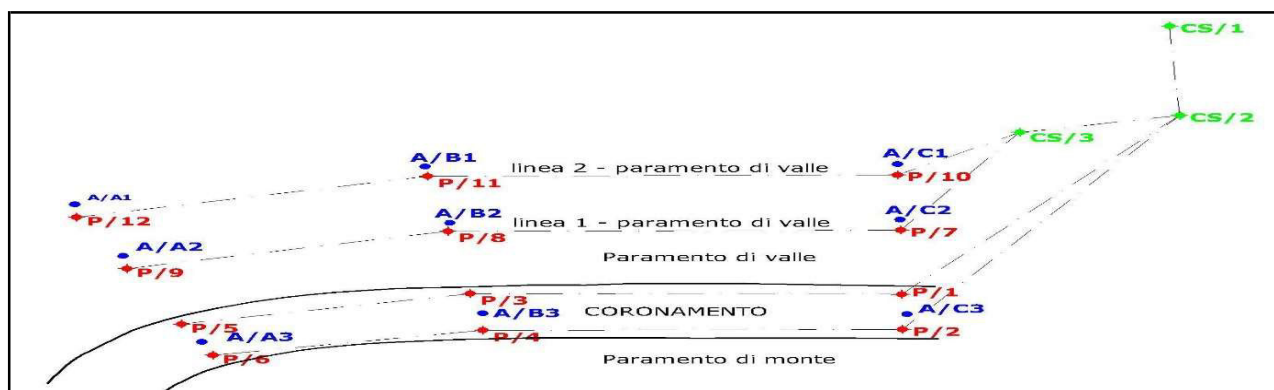 CS/1
CS/2
CS/3
A/B1
A/C1
linea 2 - paramento di valle
P/11
P/10
A/A1
P/12
A/B2
A/C2
linea 1 - paramento di valle
P/8
P/7
A/A2
P/9
Paramento di valle
P/3
P/1
A/B3
CORONAMENTO
A/C3
P/5
P/4
P/2
A/A3
P/6
Paramento di monte